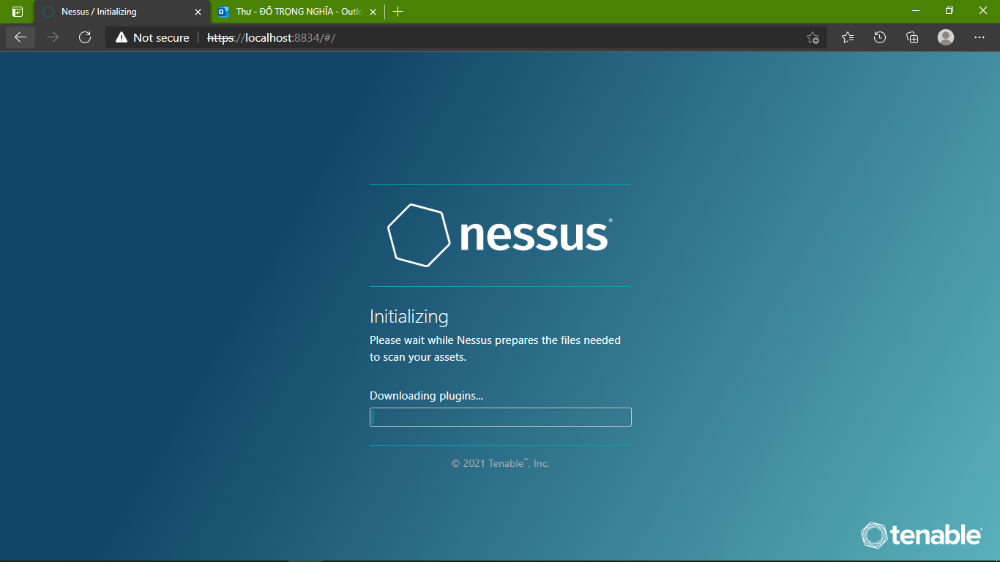 Nessus / Initializing
Thư - ĐỖ TRỌNG NGHĨA - Outlo
Not secure
https://localhost:8834/#/
nessus®
Initializing
Please wait while Nessus prepares the files needed
to scan your assets.
Downloading plugins...
© 2021 Tenable™, Inc.
tenable®